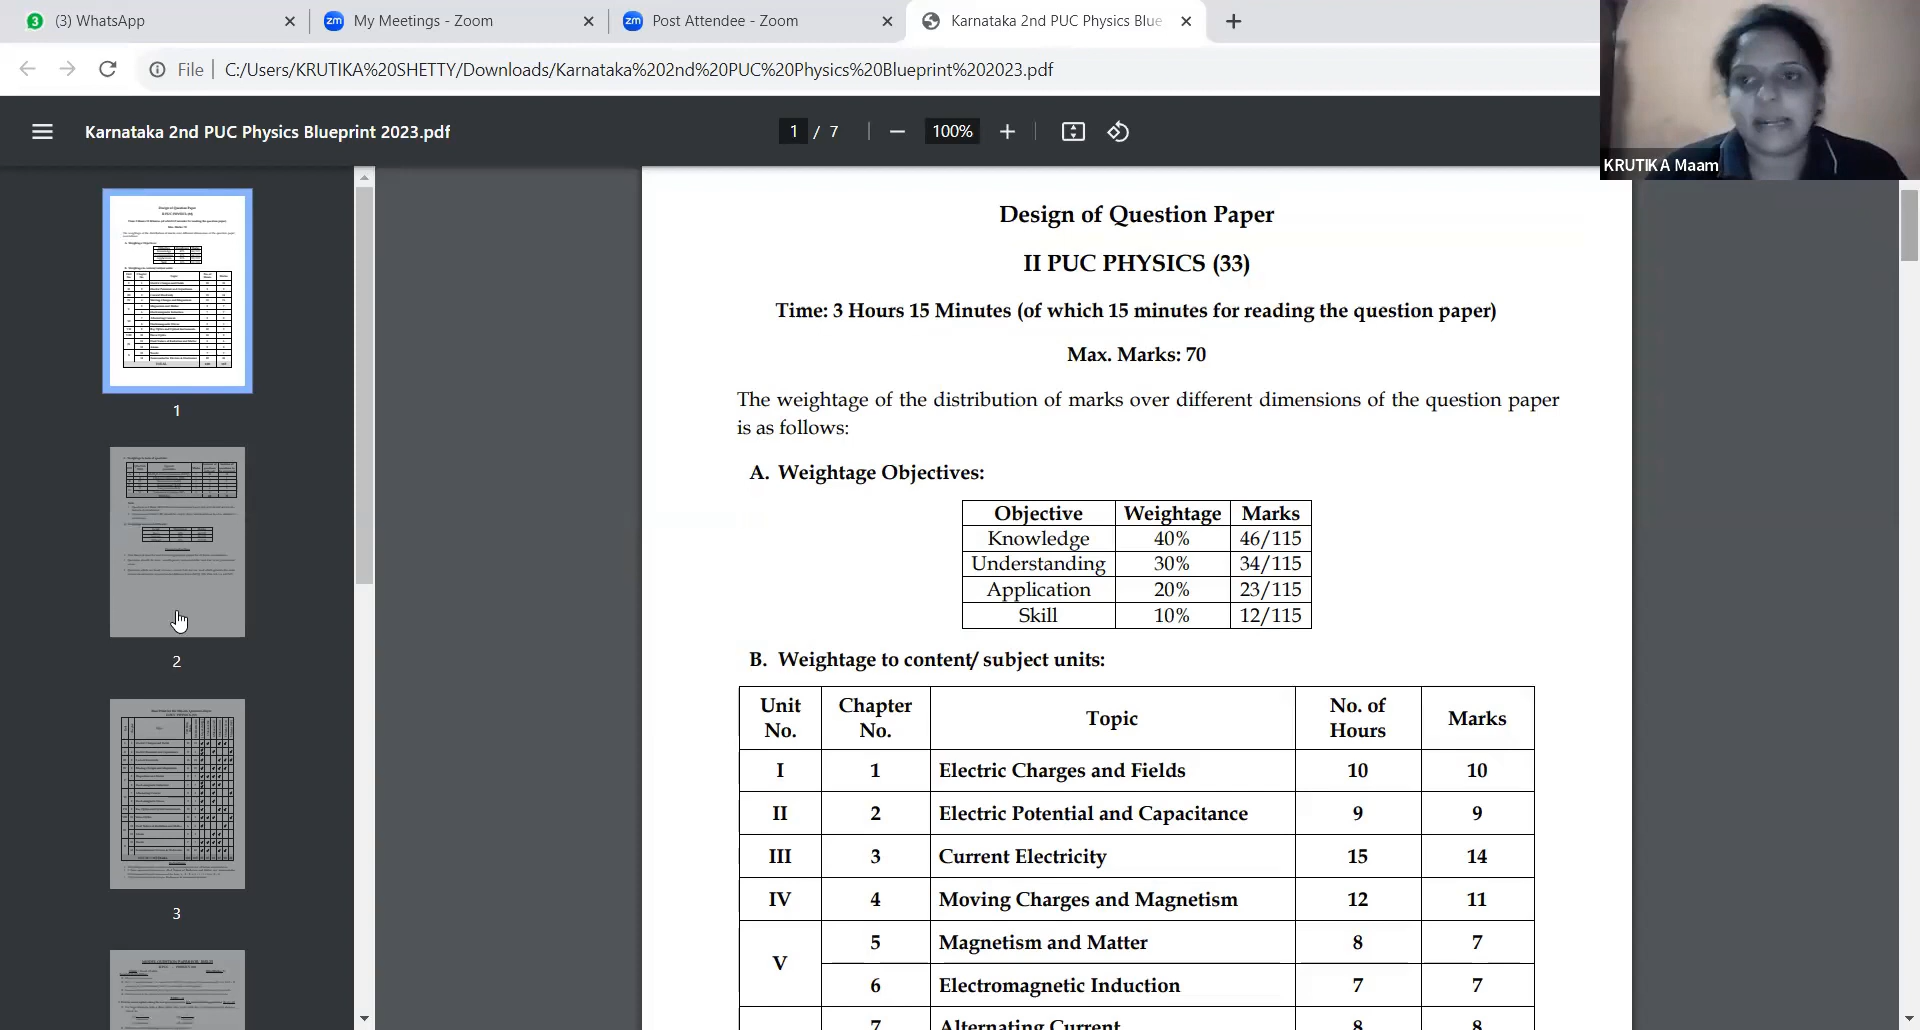 3 (3) WhatsApp
zm My Meetings - Zoom
zm Post Attendee - Zoom
Karnataka 2nd PUC Physics Blue
File
C:/Users/KRUTIKA%20SHETTY/Downloads/Karnataka%202nd%20PUC%20Physics%20Blueprint%202023.pdf
Karnataka 2nd PUC Physics Blueprint 2023.pdf
1 / 7
100%
KRUTIKA Maam
1
2
3
Design of Question Paper
II PUC PHYSICS (33)
Time: 3 Hours 15 Minutes (of which 15 minutes for reading the question paper)
Max. Marks: 70
The weightage of the distribution of marks over different dimensions of the question paper
is as follows:
A. Weightage Objectives:
Objective Weightage Marks
Knowledge 40% 46/115
Understanding 30% 34/115
Application 20% 23/115
Skill 10% 12/115
B. Weightage to content/ subject units:
Unit No. Chapter No. Topic No. of Hours Marks
I 1 Electric Charges and Fields 10 10
II 2 Electric Potential and Capacitance 9 9
III 3 Current Electricity 15 14
IV 4 Moving Charges and Magnetism 12 11
V 5 Magnetism and Matter 8 7
6 Electromagnetic Induction 7 7
7 Alternating Current 8 8